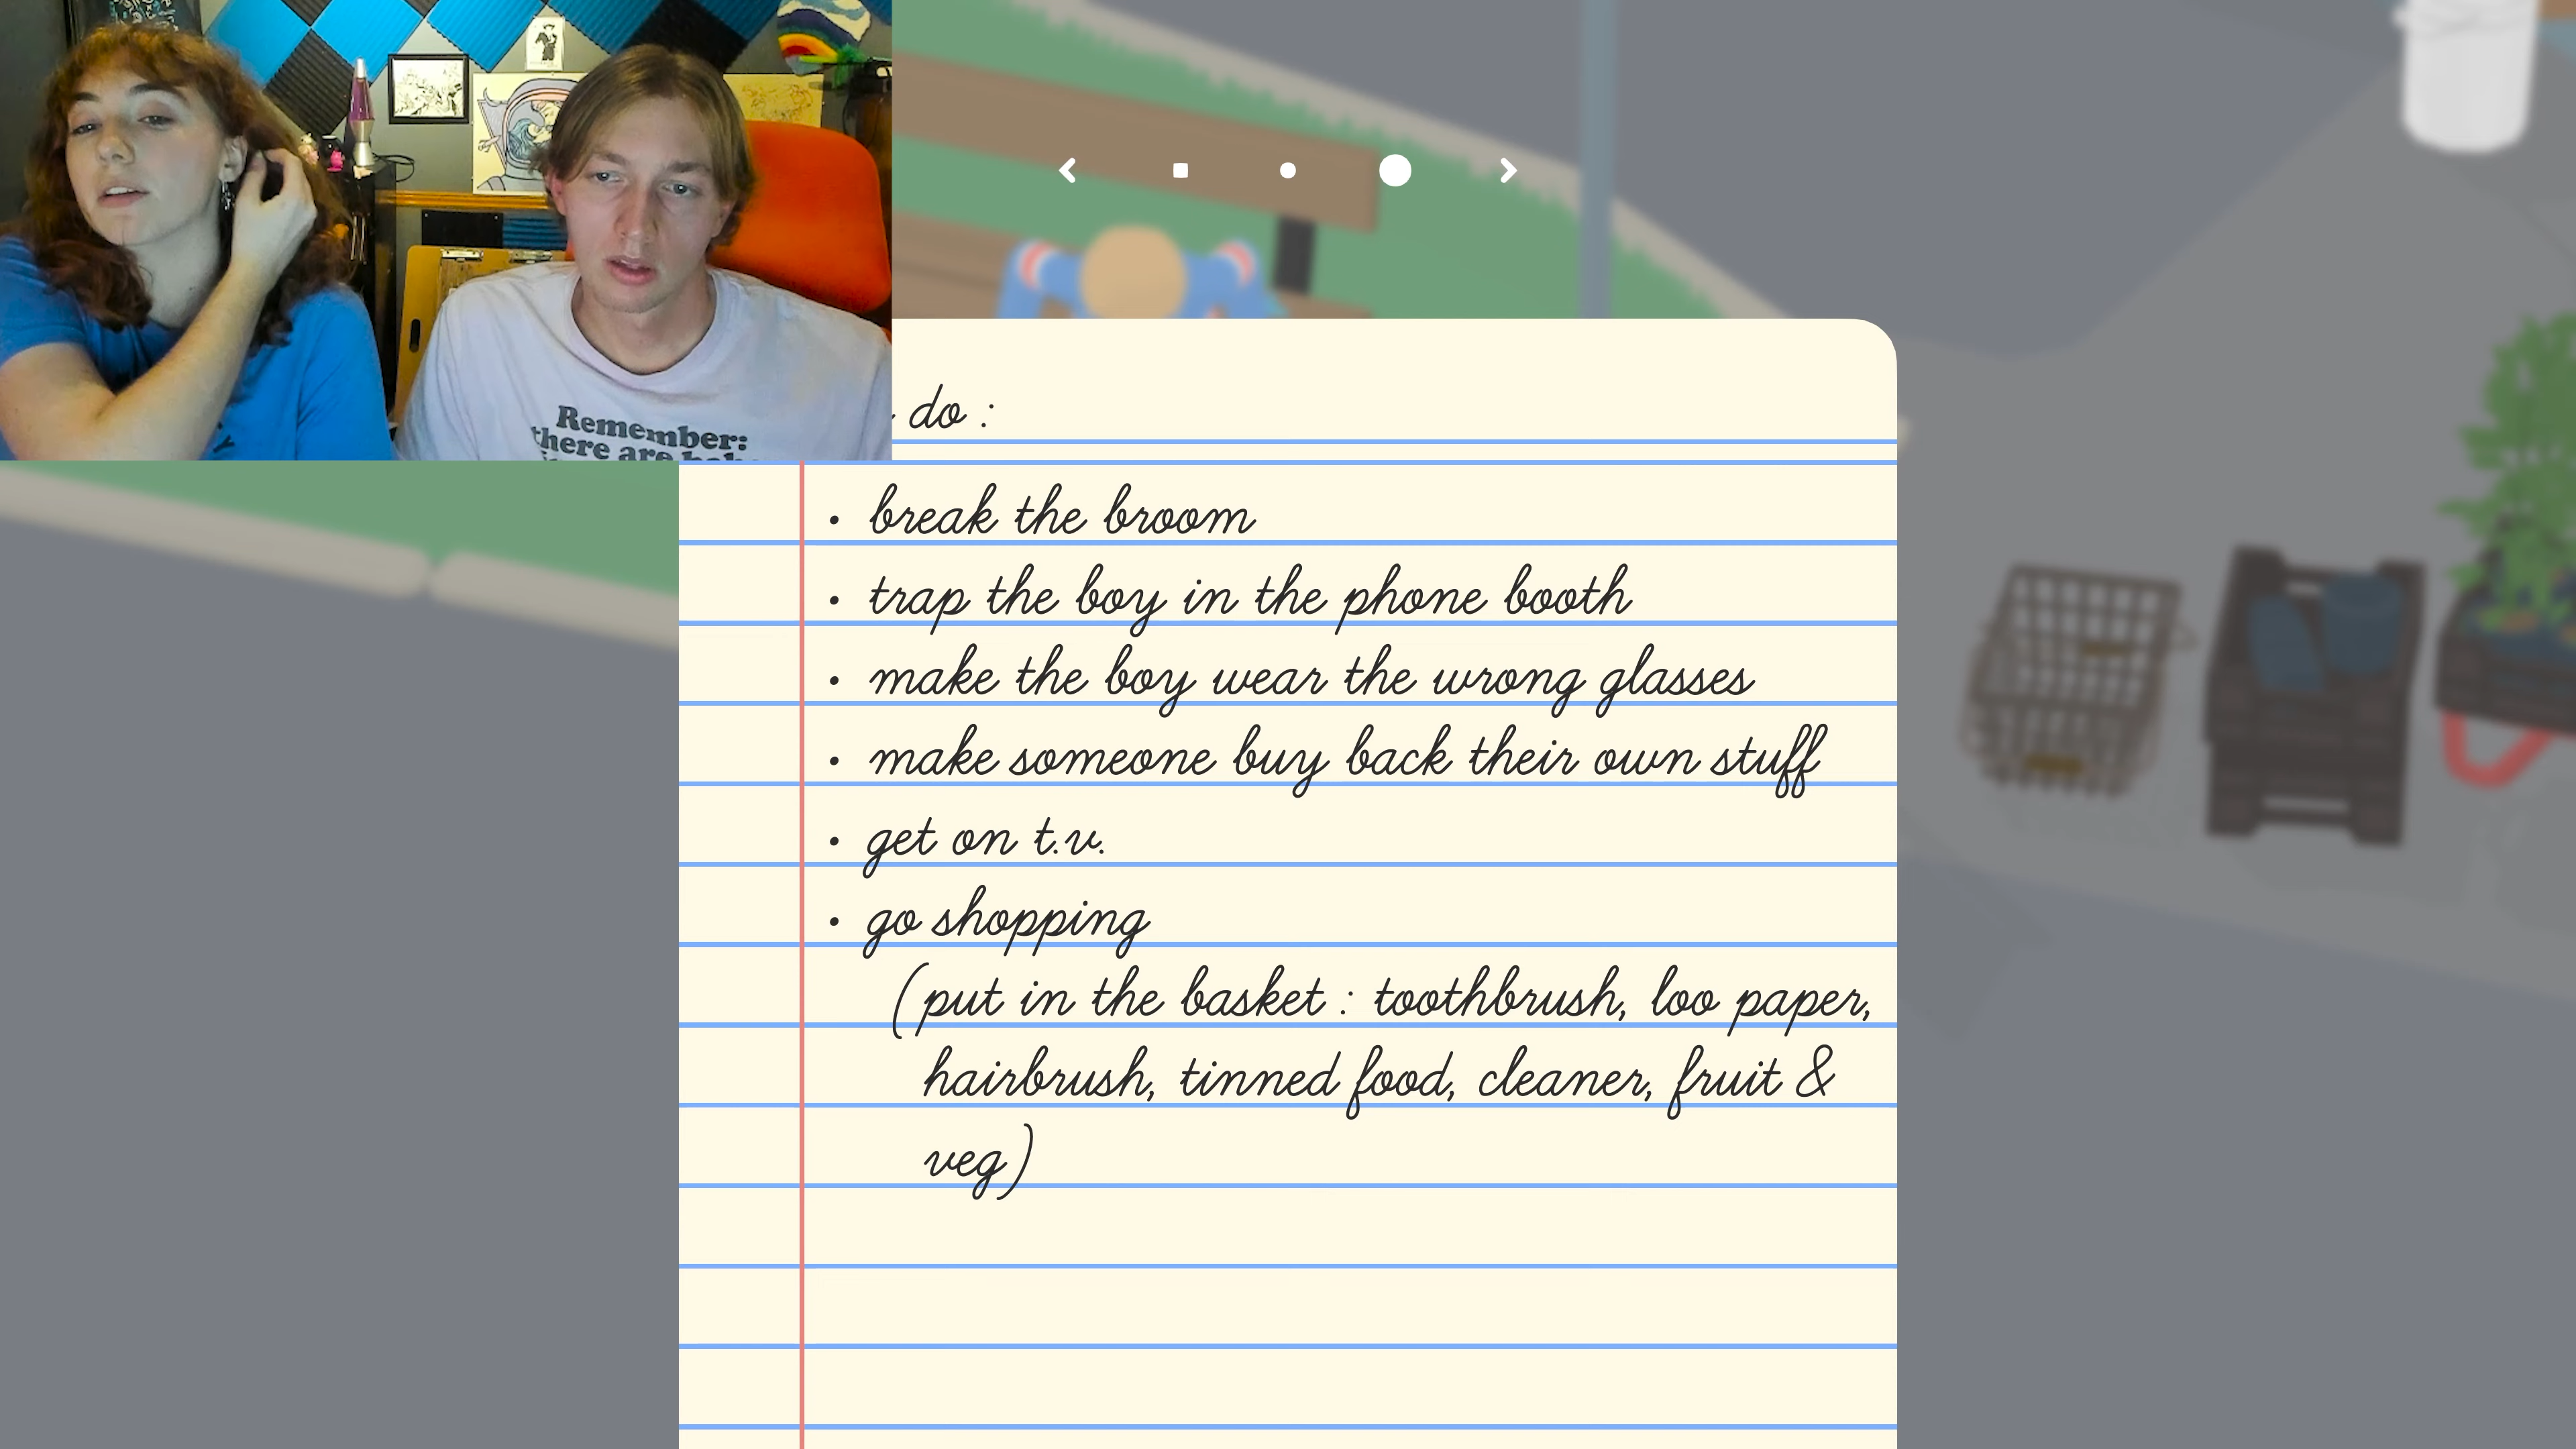 Remember:
there are
do :
• break the broom
• trap the boy in the phone booth
• make the boy wear the wrong glasses
• make someone buy back their own stuff
• get on t.v.
• go shopping
(put in the basket : toothbrush, loo paper,
hairbrush, tinned food, cleaner, fruit &
veg)